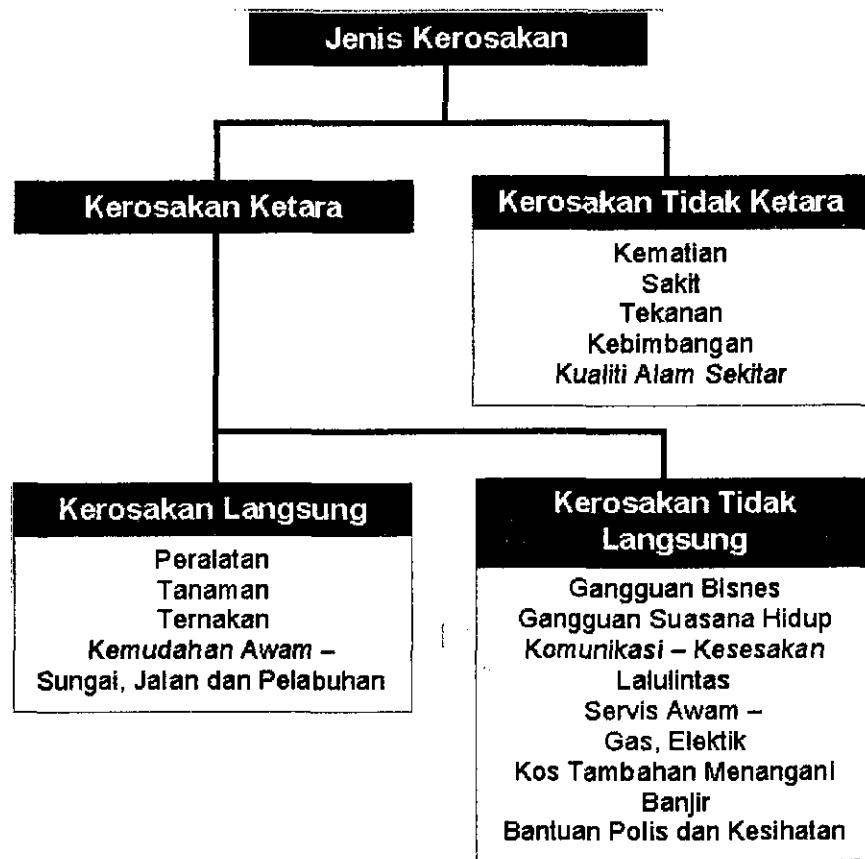 Jenis Kerosakan
Kerosakan Ketara
Kerosakan Tidak Ketara
Kematian
Sakit
Tekanan
Kebimbangan
Kualiti Alam Sekitar
Kerosakan Langsung
Peralatan
Tanaman
Ternakan
Kemudahan Awam –
Sungai, Jalan dan Pelabuhan
Kerosakan Tidak
Langsung
Gangguan Bisnes
Gangguan Suasana Hidup
Komunikasi – Kesesakan
Lalulintas
Servis Awam –
Gas, Elektik
Kos Tambahan Menangani
Banjir
Bantuan Polis dan Kesihatan